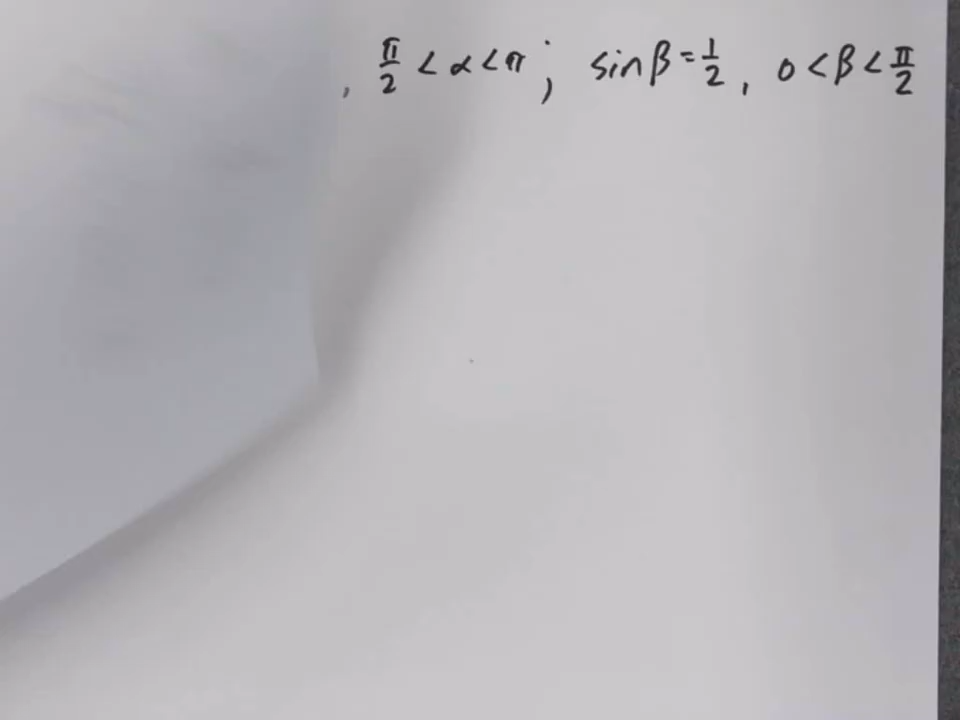 , π/2 < α < π ; sin β = 1/2 , 0 < β < π/2